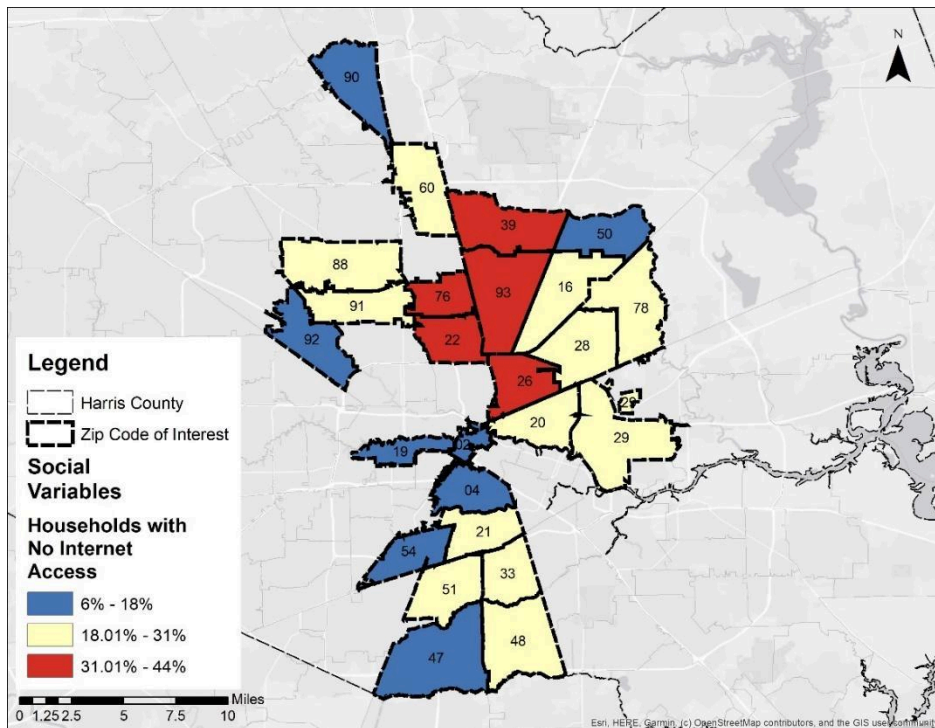 N
90
60
39
50
88
93
16
76
78
91
92
22
28
26
29
20
29
19
02
04
21
54
51
33
47
48
Legend
Harris County
Zip Code of Interest
Social
Variables
Households with
No Internet
Access
6% - 18%
18.01% - 31%
31.01% - 44%
0 1.25 2.5 5 7.5 10 Miles
Esri, HERE, Garmin, (c) OpenStreetMap contributors, and the GIS user community